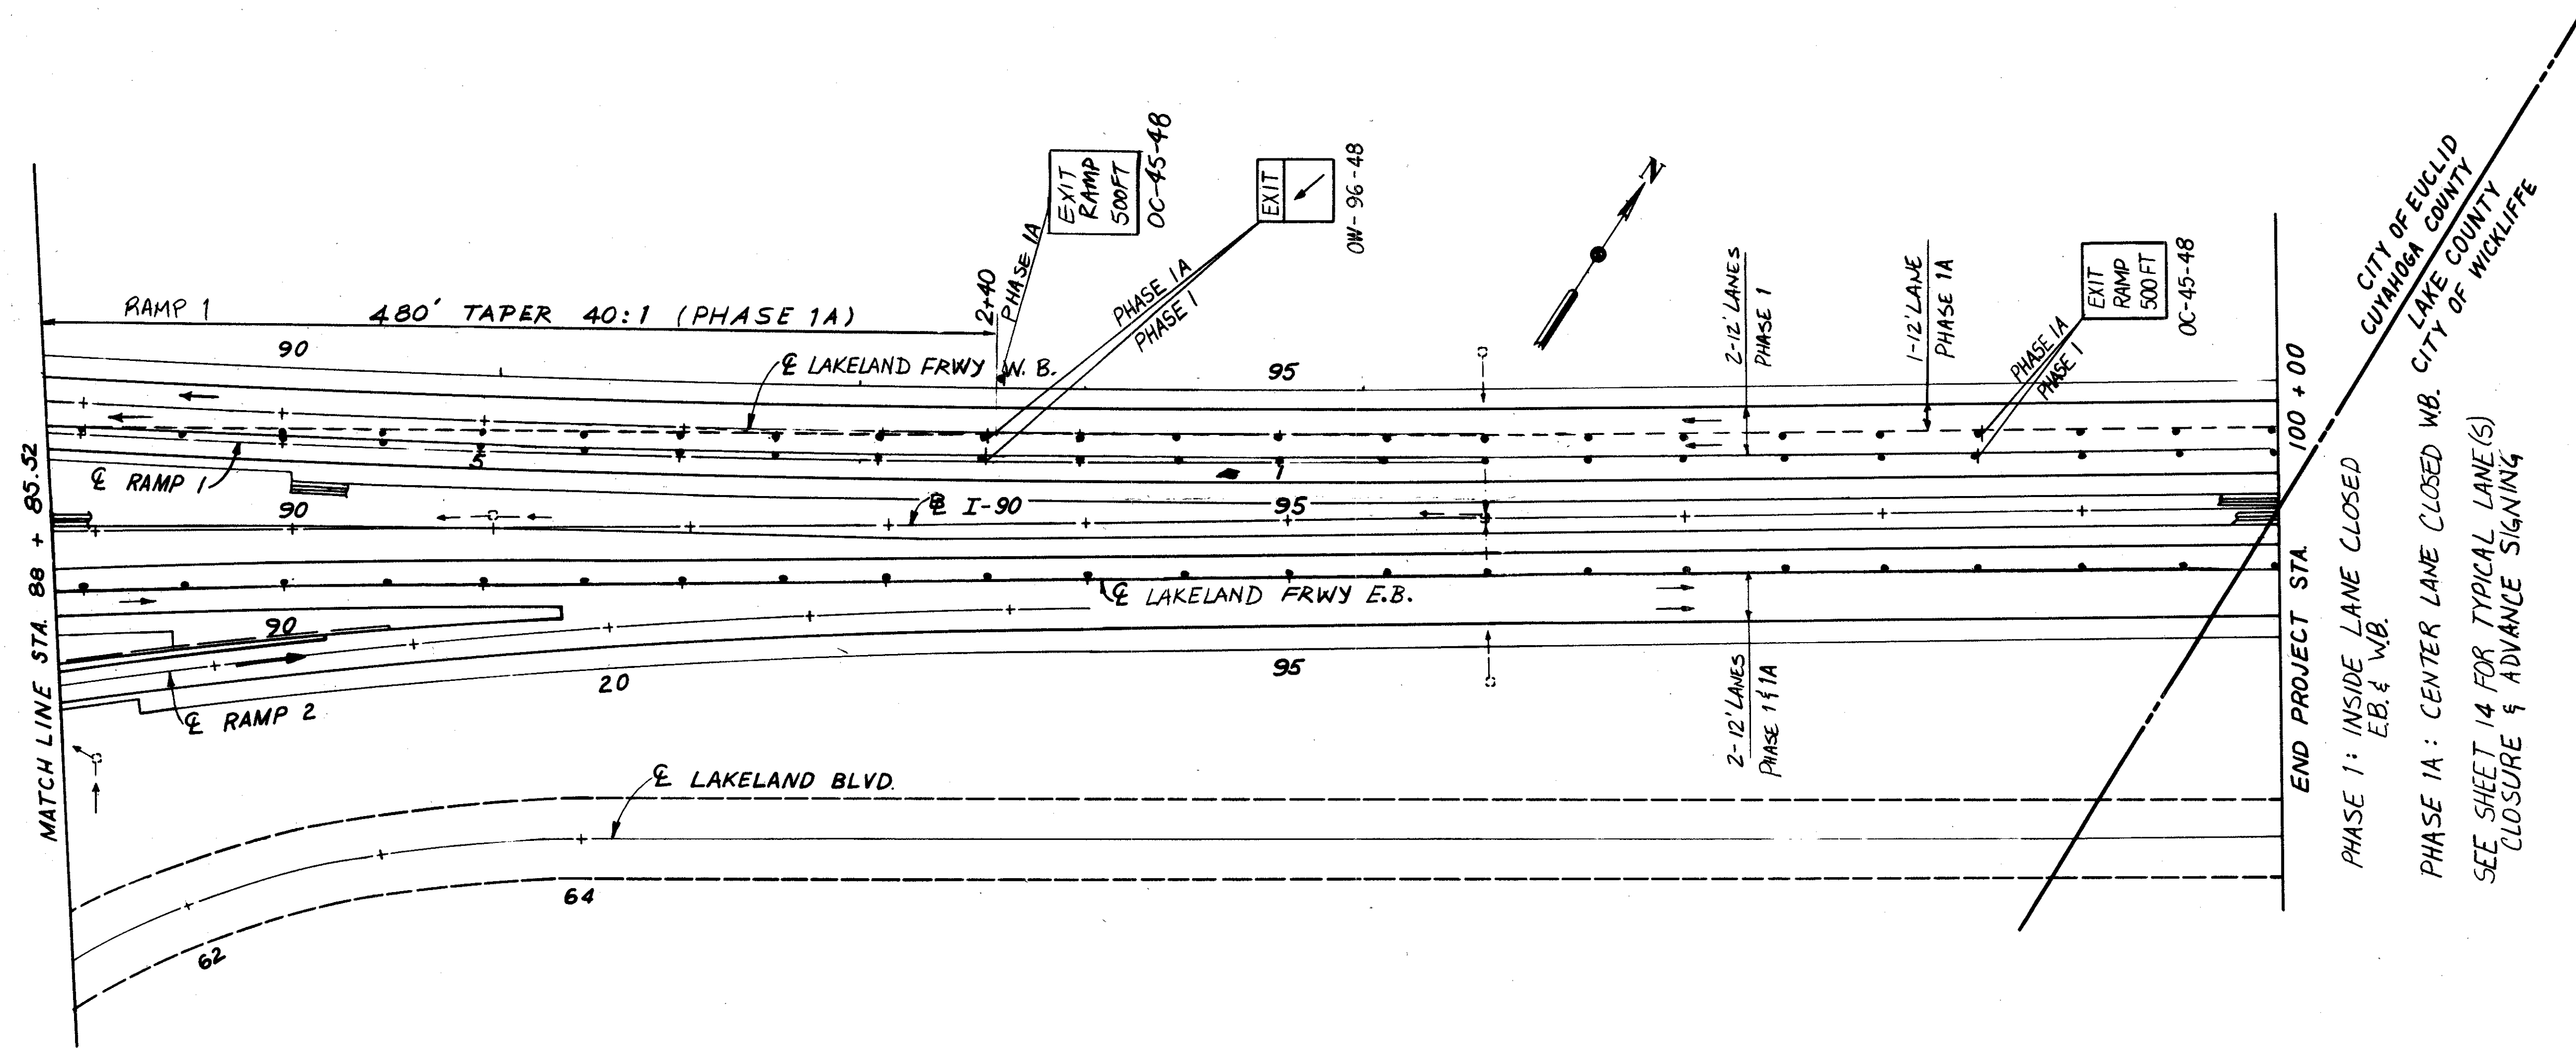 MATCH LINE STA. 88 + 85.52
RAMP 1
480' TAPER 40:1 (PHASE 1A)
2+40
PHASE 1A
EXIT
RAMP
500FT
OC-45-48
PHASE 1A
PHASE 1
EXIT
OW-96-48
N
2-12' LANES
PHASE 1
1-12' LANE
PHASE 1A
PHASE 1A
PHASE 1
EXIT
RAMP
500 FT
OC-45-48
CITY OF EUCLID
CUYAHOGA COUNTY
LAKE COUNTY
CITY OF WICKLIFFE
90
℄ LAKELAND FRWY W.B.
95
℄ RAMP 1
5
1
90
℄ I-90
95
℄ LAKELAND FRWY E.B.
90
20
95
℄ RAMP 2
2-12' LANES
PHASE 1 & 1A
℄ LAKELAND BLVD.
64
62
END PROJECT STA. 100 + 00
PHASE 1: INSIDE LANE CLOSED
E.B. & W.B.
PHASE 1A: CENTER LANE CLOSED W.B.
SEE SHEET 14 FOR TYPICAL LANE(S)
CLOSURE & ADVANCE SIGNING